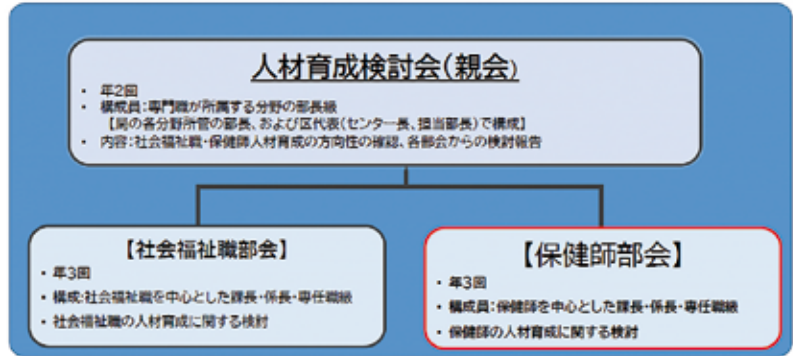 人材育成検討会(親会)
・ 年2回
・ 構成員:専門職が所属する分野の部長級
【局の各分野所管の部長、および区代表(センター長、担当部長)で構成】
・ 内容:社会福祉職・保健師人材育成の方向性の確認、各部会からの検討報告
【社会福祉職部会】
・年3回
・構成:社会福祉職を中心とした課長・係長・専任職級
・社会福祉職の人材育成に関する検討
【保健師部会】
・年3回
・構成員:保健師を中心とした課長・係長・専任職級
・保健師の人材育成に関する検討